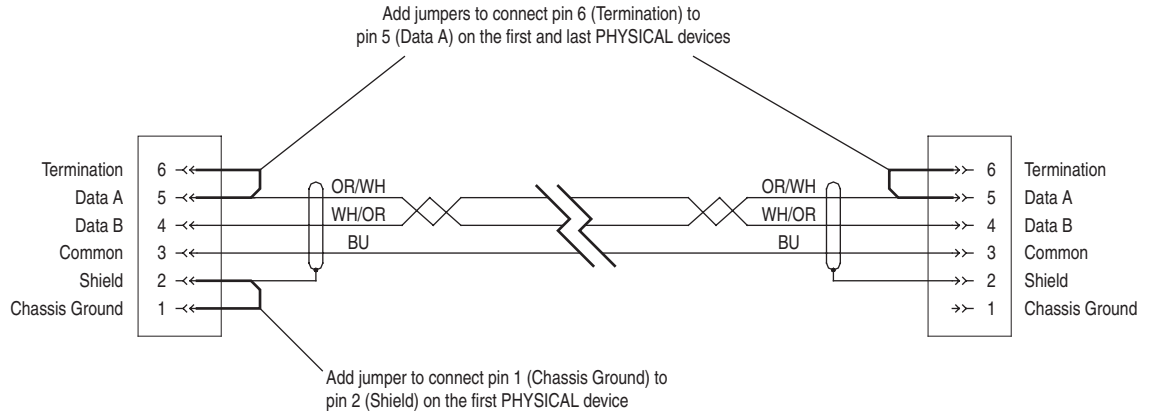 Add jumpers to connect pin 6 (Termination) to
pin 5 (Data A) on the first and last PHYSICAL devices
Termination 6
Data A 5
Data B 4
Common 3
Shield 2
Chassis Ground 1
OR/WH
WH/OR
BU
OR/WH
WH/OR
BU
6 Termination
5 Data A
4 Data B
3 Common
2 Shield
1 Chassis Ground
Add jumper to connect pin 1 (Chassis Ground) to
pin 2 (Shield) on the first PHYSICAL device